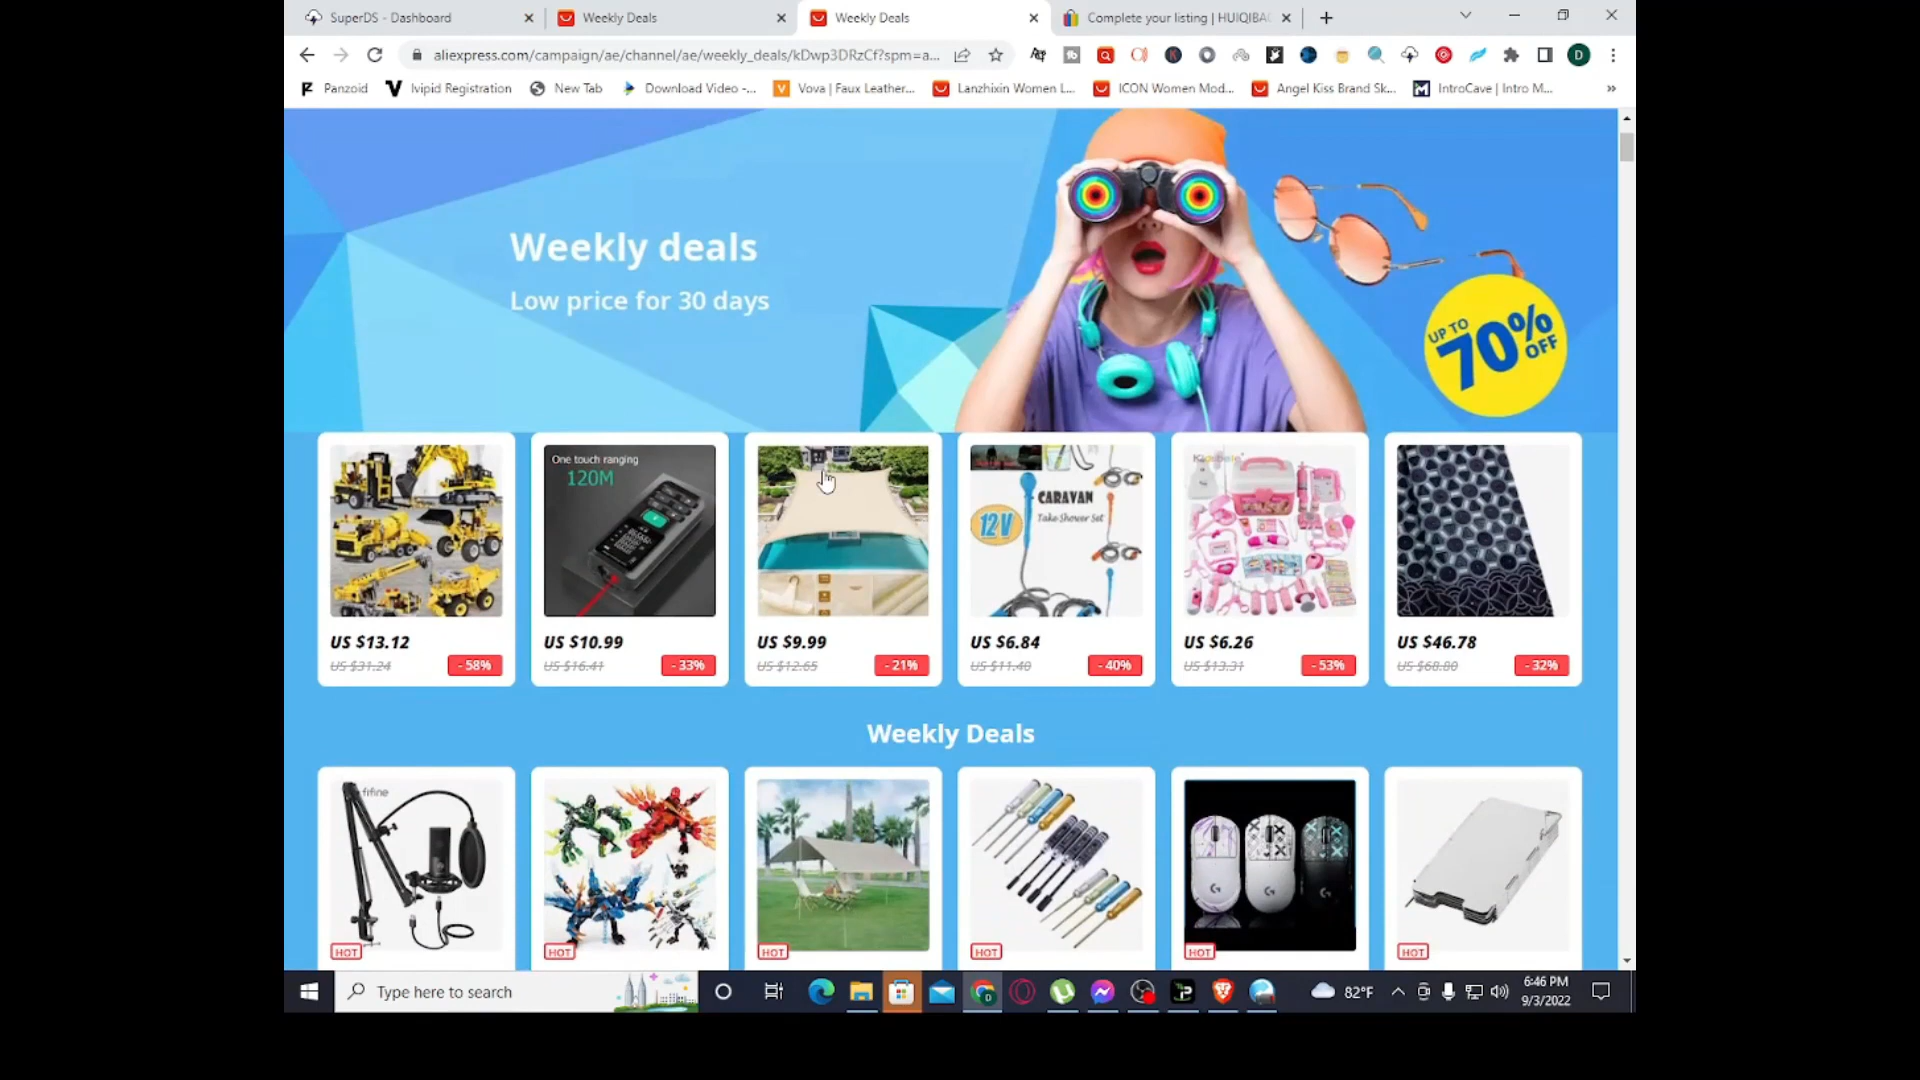 SuperDS - Dashboard
Weekly Deals
Weekly Deals
Complete your listing | HUIQIBA
aliexpress.com/campaign/ae/channel/ae/weekly_deals/kDwp3DRzCf?spm=a...
Panzoid
Ivipid Registration
New Tab
Download Video -...
Vova | Faux Leather...
Lanzhixin Women L...
ICON Women Mod...
Angel Kiss Brand Sk...
IntroCave | Intro M...
Weekly deals
Low price for 30 days
UP TO
70%
OFF
One touch ranging
120M
CARAVAN
12V
Take Shower Set
US $13.12
US $31.24
- 58%
US $10.99
US $16.41
- 33%
US $9.99
US $12.65
- 21%
US $6.84
US $11.40
- 40%
US $6.26
US $13.31
- 53%
US $46.78
US $68.80
- 32%
Weekly Deals
fifine
HOT
HOT
HOT
HOT
HOT
HOT
Type here to search
82°F
6:46 PM
9/3/2022